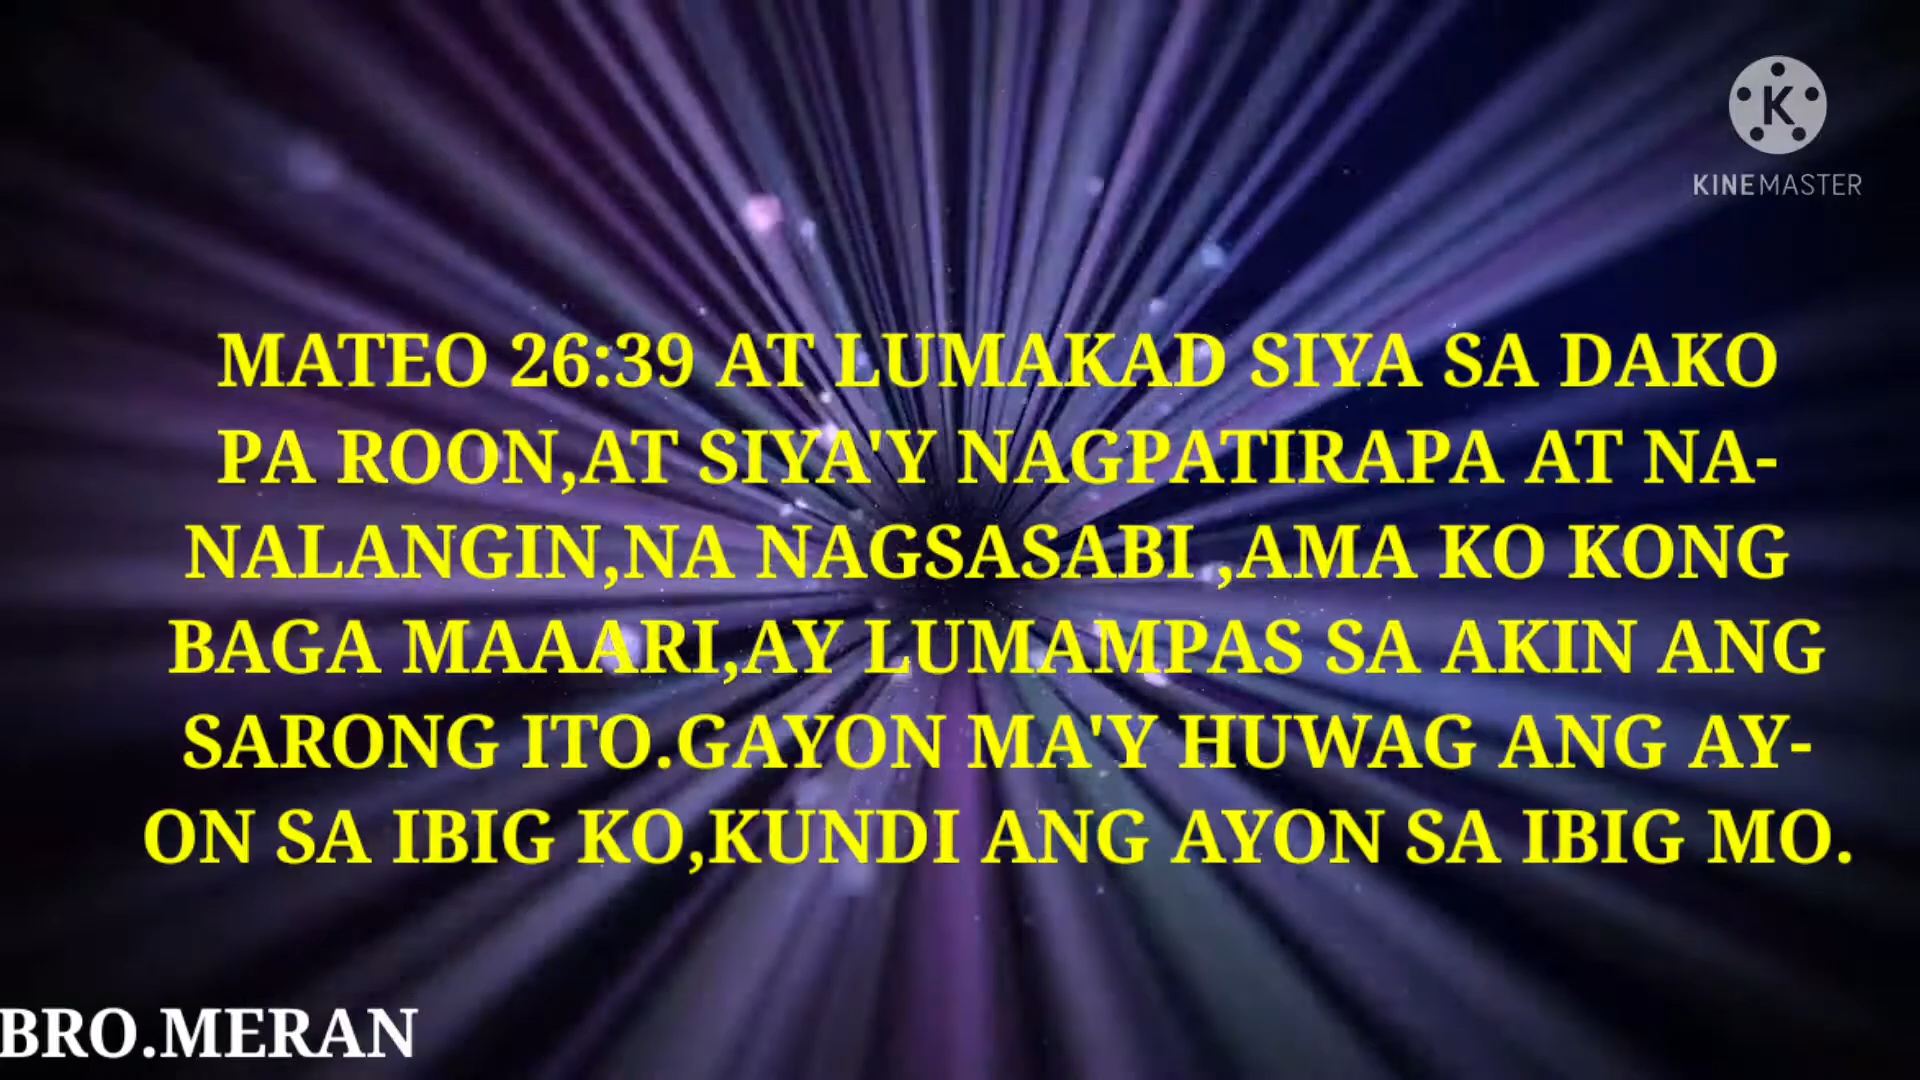 K
KINEMASTER
MATEO 26:39 AT LUMAKAD SIYA SA DAKO
PA ROON,AT SIYA'Y NAGPATIRAPA AT NA-
NALANGIN,NA NAGSASABI ,AMA KO KONG
BAGA MAAARI,AY LUMAMPAS SA AKIN ANG
SARONG ITO.GAYON MA'Y HUWAG ANG AY-
ON SA IBIG KO,KUNDI ANG AYON SA IBIG MO.
BRO.MERAN